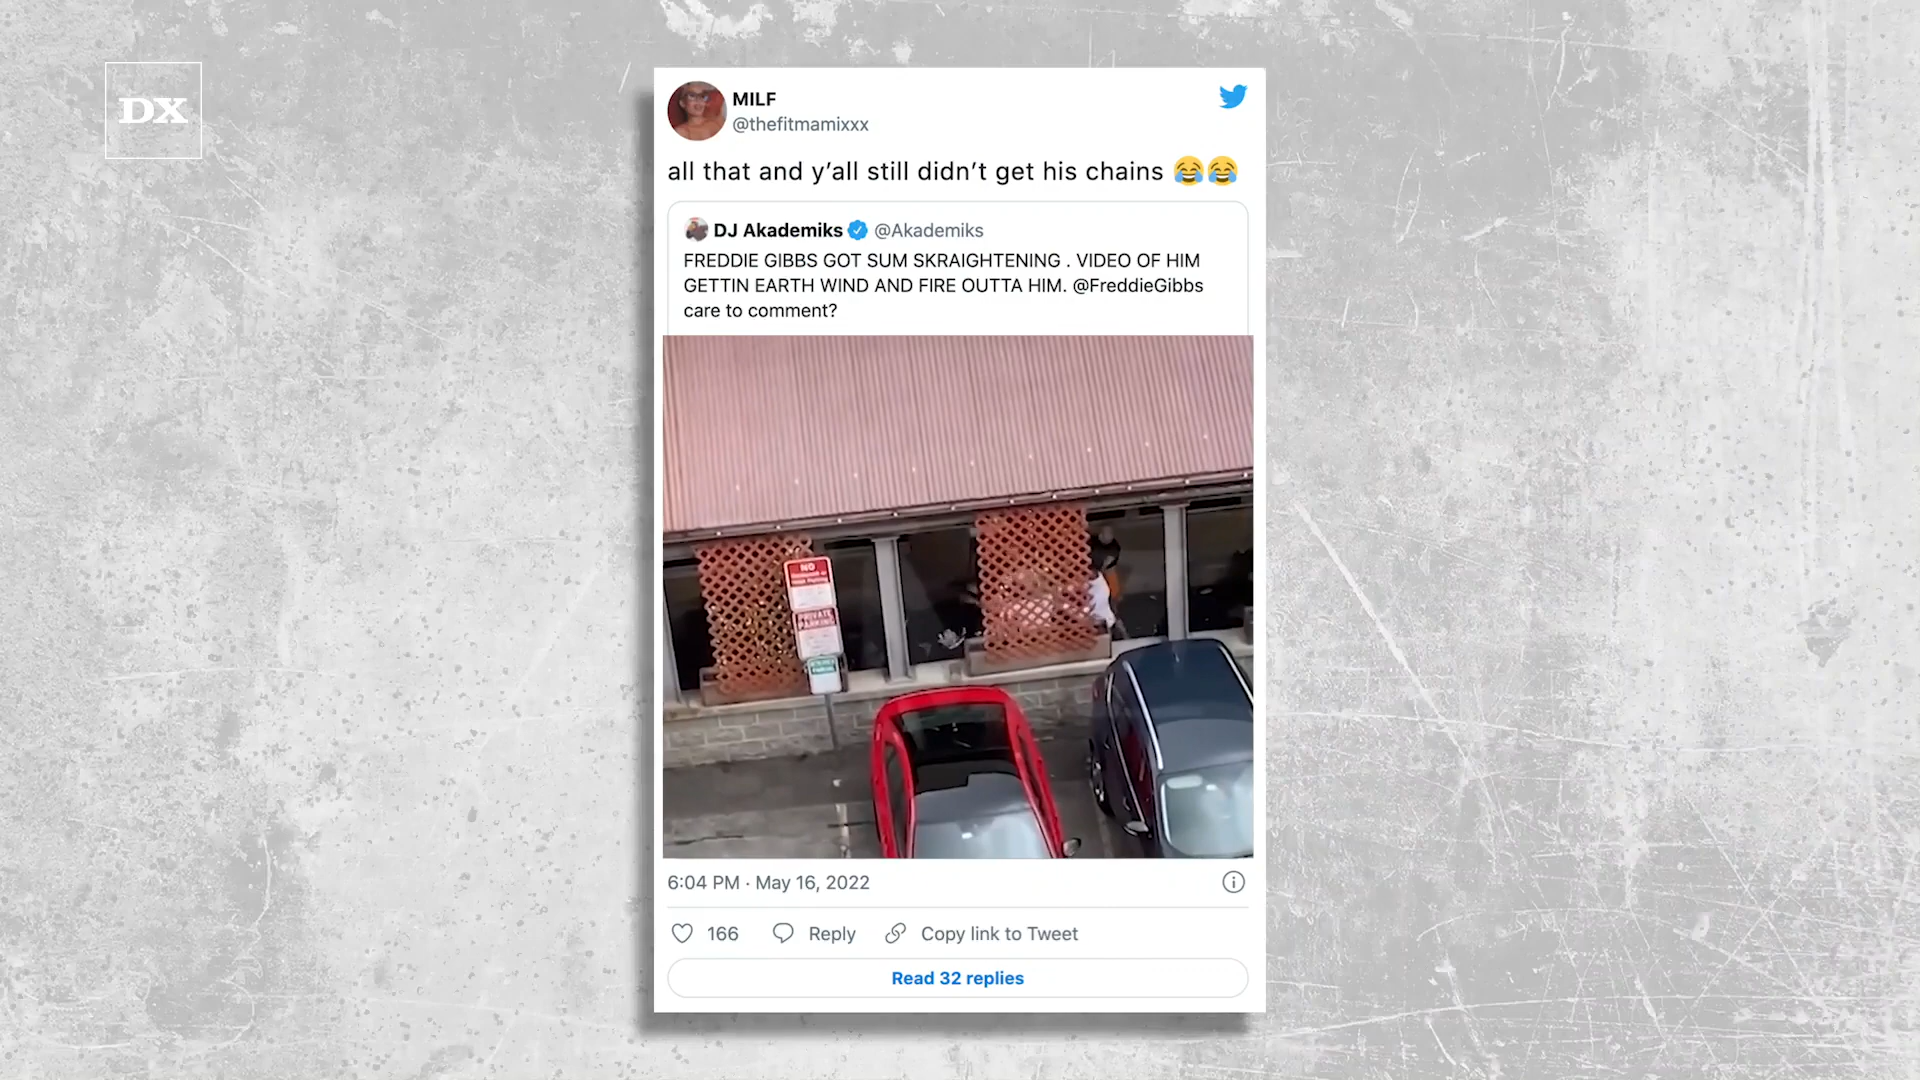 DX
MILF
@thefitmamixxx
all that and y’all still didn’t get his chains 😂😂
DJ Akademiks @Akademiks
FREDDIE GIBBS GOT SUM SKRAIGHTENING . VIDEO OF HIM
GETTIN EARTH WIND AND FIRE OUTTA HIM. @FreddieGibbs
care to comment?
NO
PRIVATE
PARKING
6:04 PM · May 16, 2022
166 Reply Copy link to Tweet
Read 32 replies